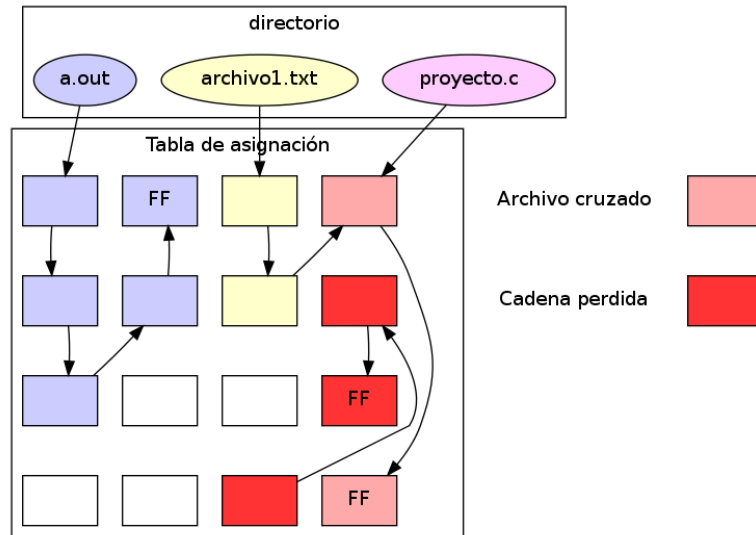 directorio
a.out archivo1.txt proyecto.c
Tabla de asignación
FF
Archivo cruzado
Cadena perdida
FF
FF